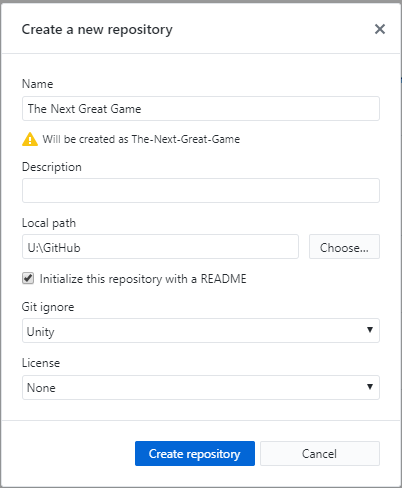 Create a new repository
Name
The Next Great Game
Will be created as The-Next-Great-Game
Description
Local path
U:\GitHub
Choose...
Initialize this repository with a README
Git ignore
Unity
License
None
Create repository
Cancel